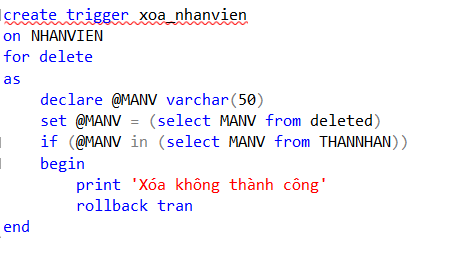 create trigger xoa_nhanvien
on NHANVIEN
for delete
as
declare @MANV varchar(50)
set @MANV = (select MANV from deleted)
if (@MANV in (select MANV from THANNHAN))
begin
print 'Xóa không thành công'
rollback tran
end